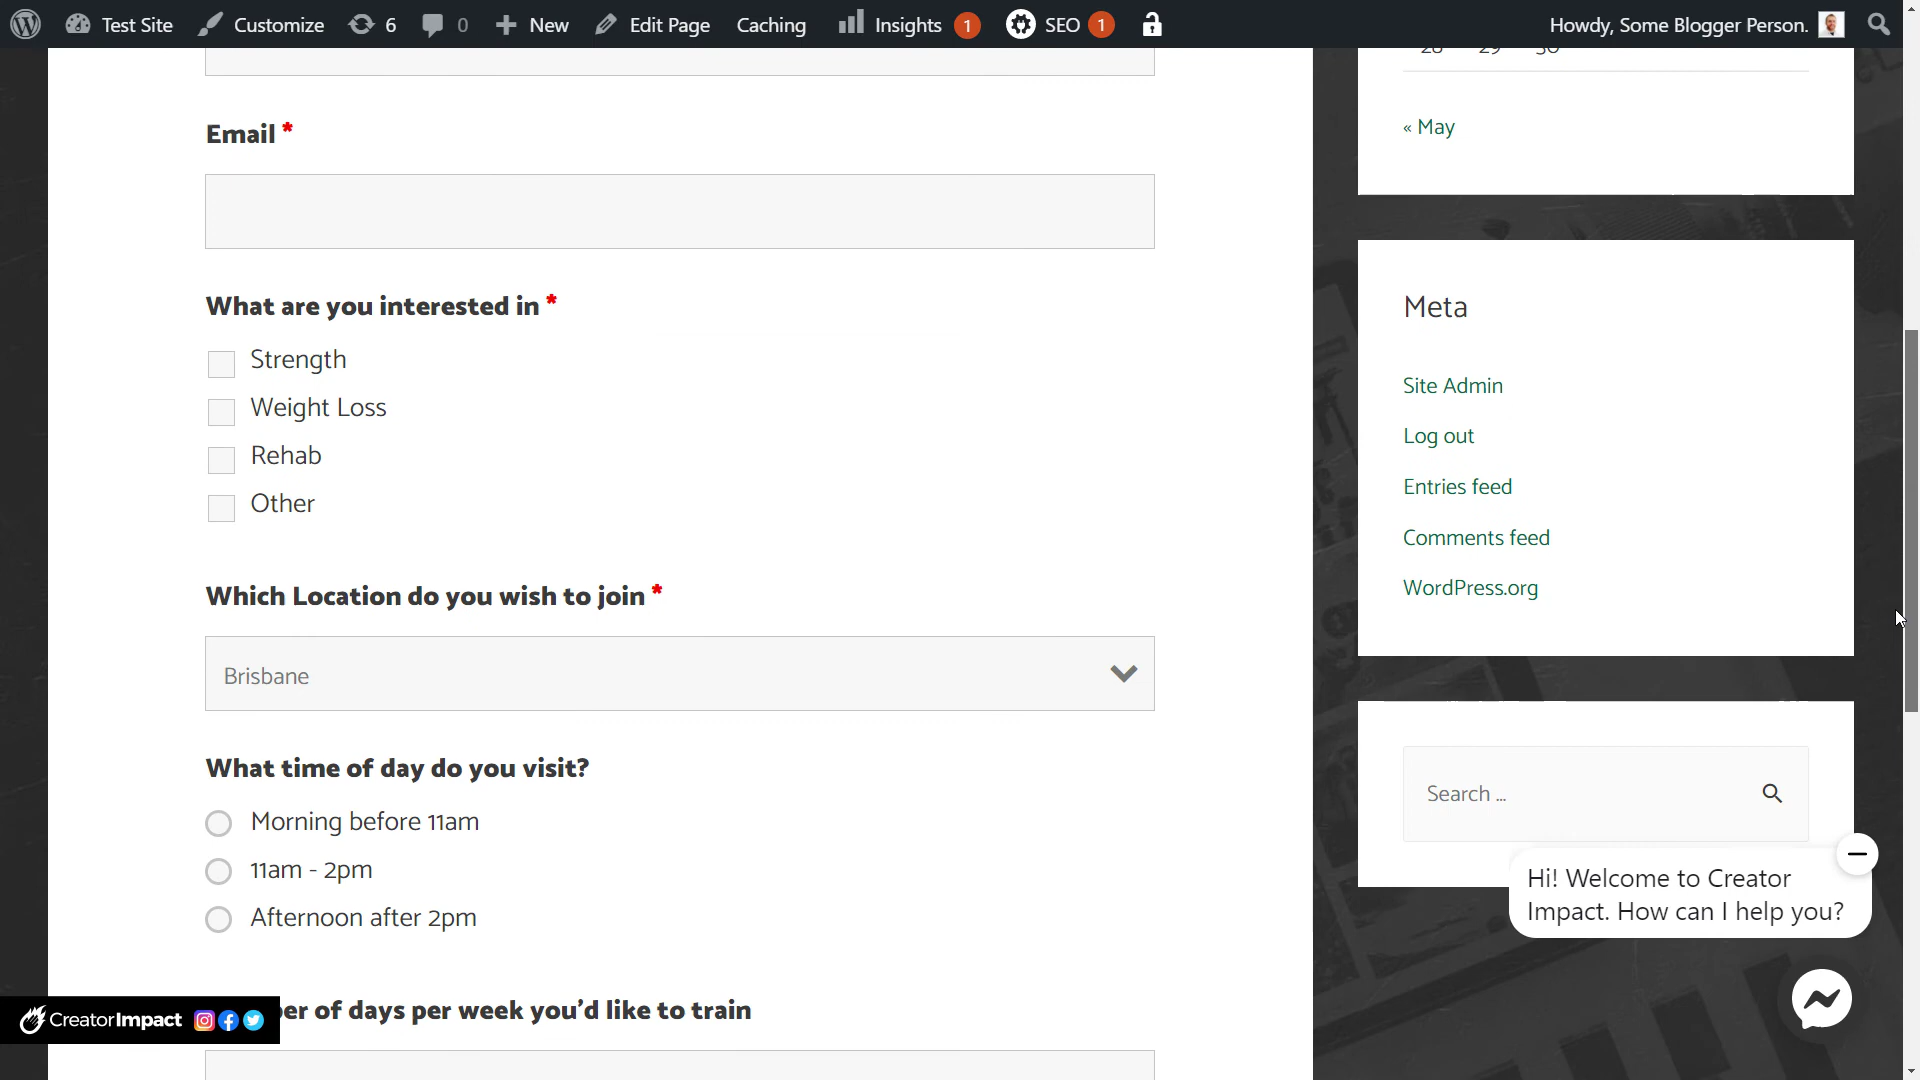 Test Site Customize 6 0 New Edit Page Caching Insights 1 SEO 1 Howdy, Some Blogger Person.
28 29 30
Email *
« May
What are you interested in *
Strength
Weight Loss
Rehab
Other
Meta
Site Admin
Log out
Entries feed
Comments feed
WordPress.org
Which Location do you wish to join *
Brisbane
What time of day do you visit?
Morning before 11am
11am - 2pm
Afternoon after 2pm
Search ...
Hi! Welcome to Creator
Impact. How can I help you?
CreatorImpact
er of days per week you'd like to train